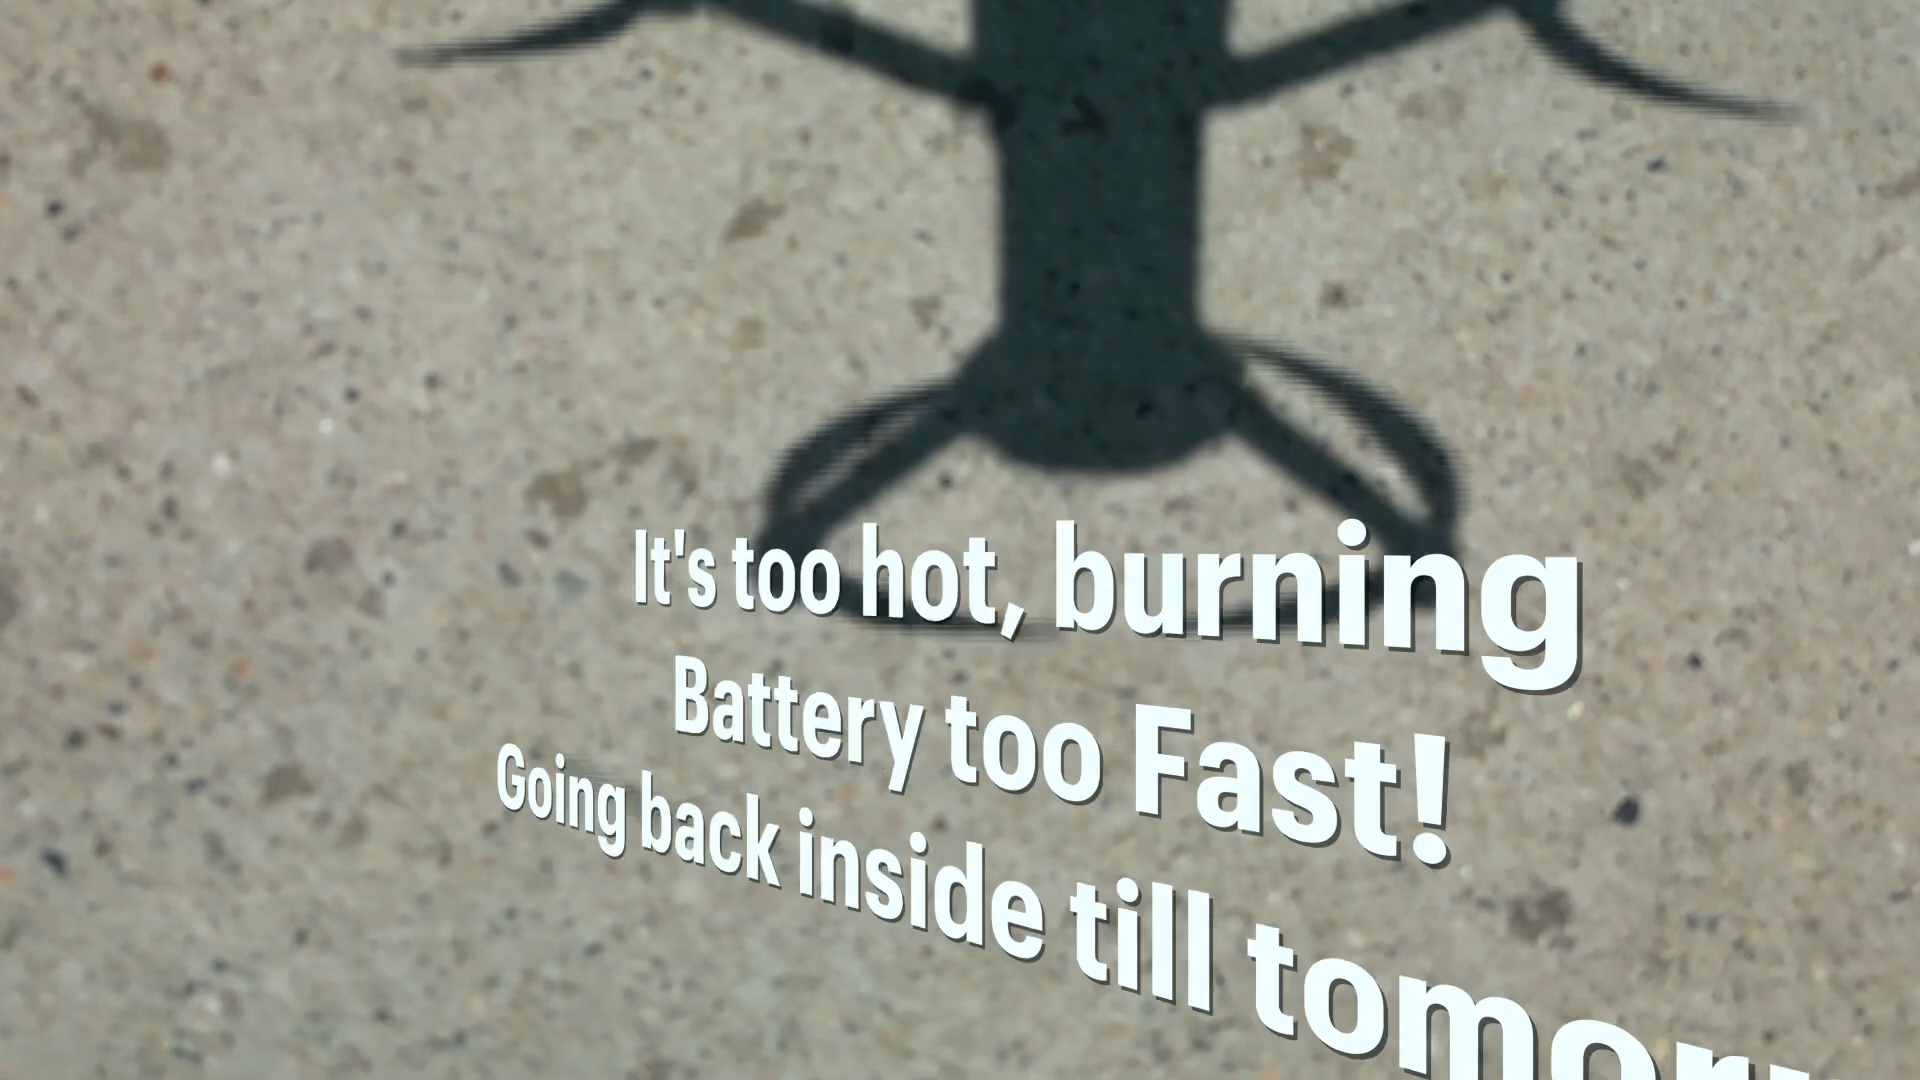 It's too hot, burning
Battery too Fast!
Going back inside till